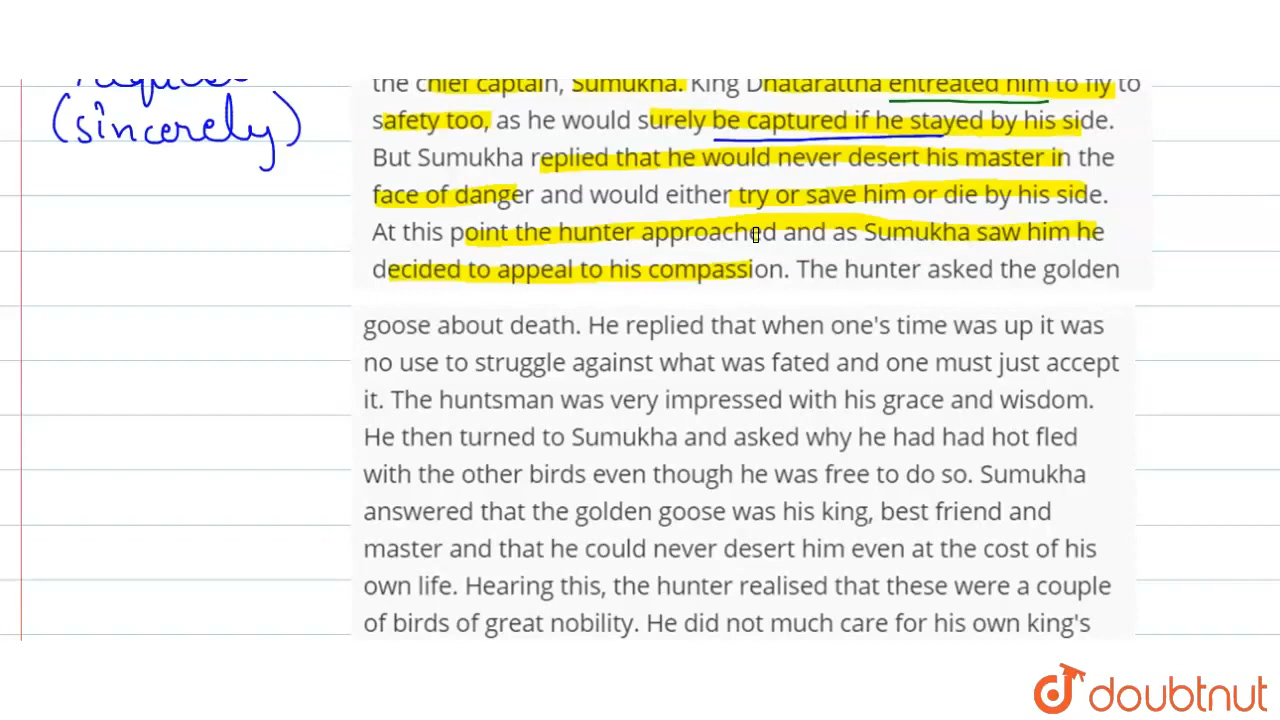 (sincerely)
the chief captain, Sumukha. King Dhatarattha entreated him to fly to
safety too, as he would surely be captured if he stayed by his side.
But Sumukha replied that he would never desert his master in the
face of danger and would either try or save him or die by his side.
At this point the hunter approached and as Sumukha saw him he
decided to appeal to his compassion. The hunter asked the golden
goose about death. He replied that when one's time was up it was
no use to struggle against what was fated and one must just accept
it. The huntsman was very impressed with his grace and wisdom.
He then turned to Sumukha and asked why he had had hot fled
with the other birds even though he was free to do so. Sumukha
answered that the golden goose was his king, best friend and
master and that he could never desert him even at the cost of his
own life. Hearing this, the hunter realised that these were a couple
of birds of great nobility. He did not much care for his own king's
doubtnut